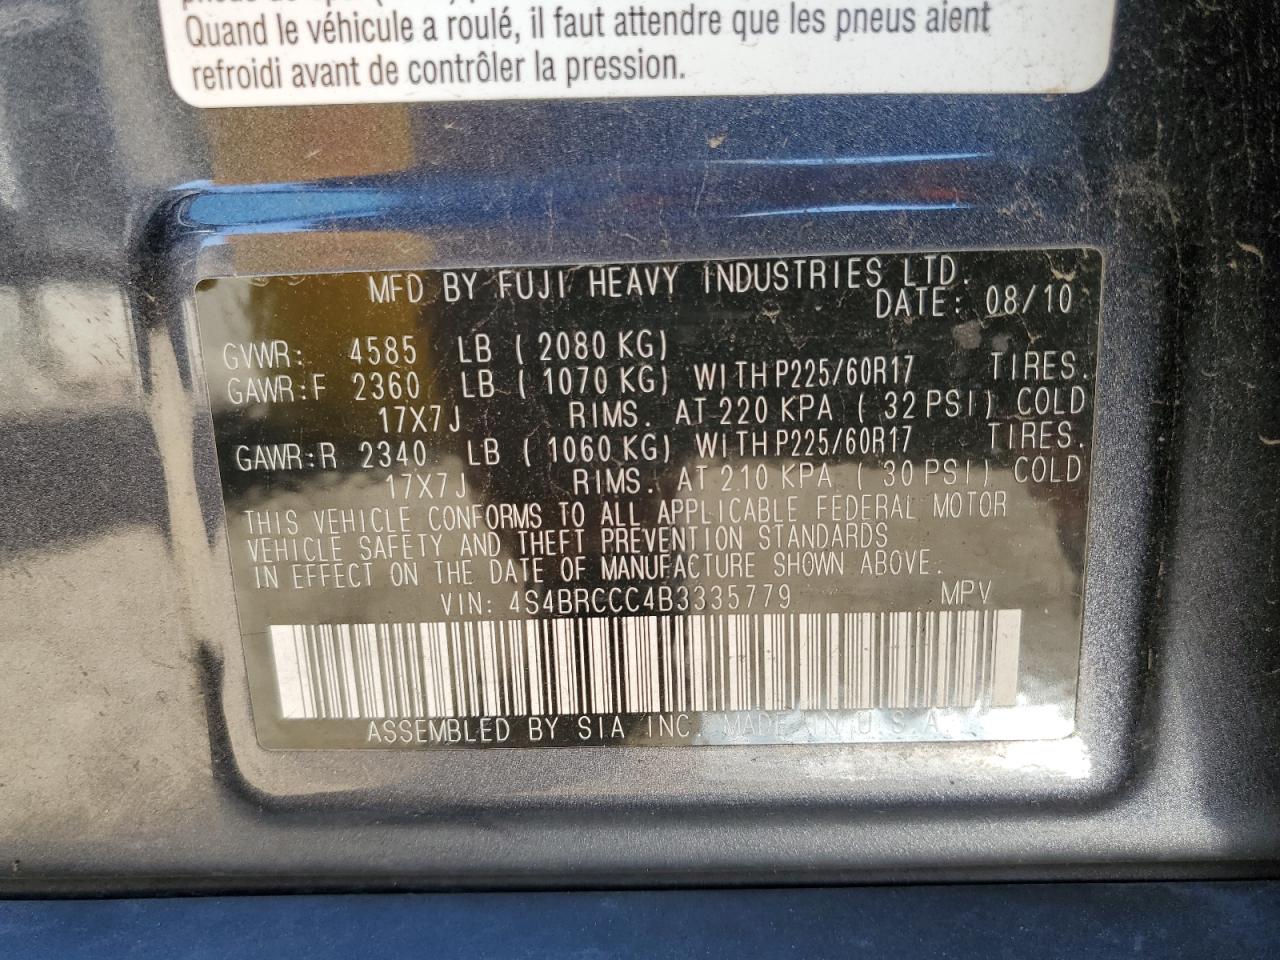 Quand le véhicule a roulé, il faut attendre que les pneus aient
refroidi avant de contrôler la pression.
MFD BY FUJI HEAVY INDUSTRIES LTD.
DATE: 08/10
GVWR: 4585 LB ( 2080 KG)
GAWR:F 2360 LB ( 1070 KG) WITH P225/60R17 TIRES.
17X7J RIMS. AT 220 KPA ( 32 PSI) COLD
GAWR:R 2340 LB ( 1060 KG) WITH P225/60R17 TIRES.
17X7J RIMS. AT 210 KPA ( 30 PSI) COLD
THIS VEHICLE CONFORMS TO ALL APPLICABLE FEDERAL MOTOR
VEHICLE SAFETY AND THEFT PREVENTION STANDARDS
IN EFFECT ON THE DATE OF MANUFACTURE SHOWN ABOVE.
VIN: 4S4BRCCC4B3335779 MPV
ASSEMBLED BY SIA INC. MADE IN U.S.A.